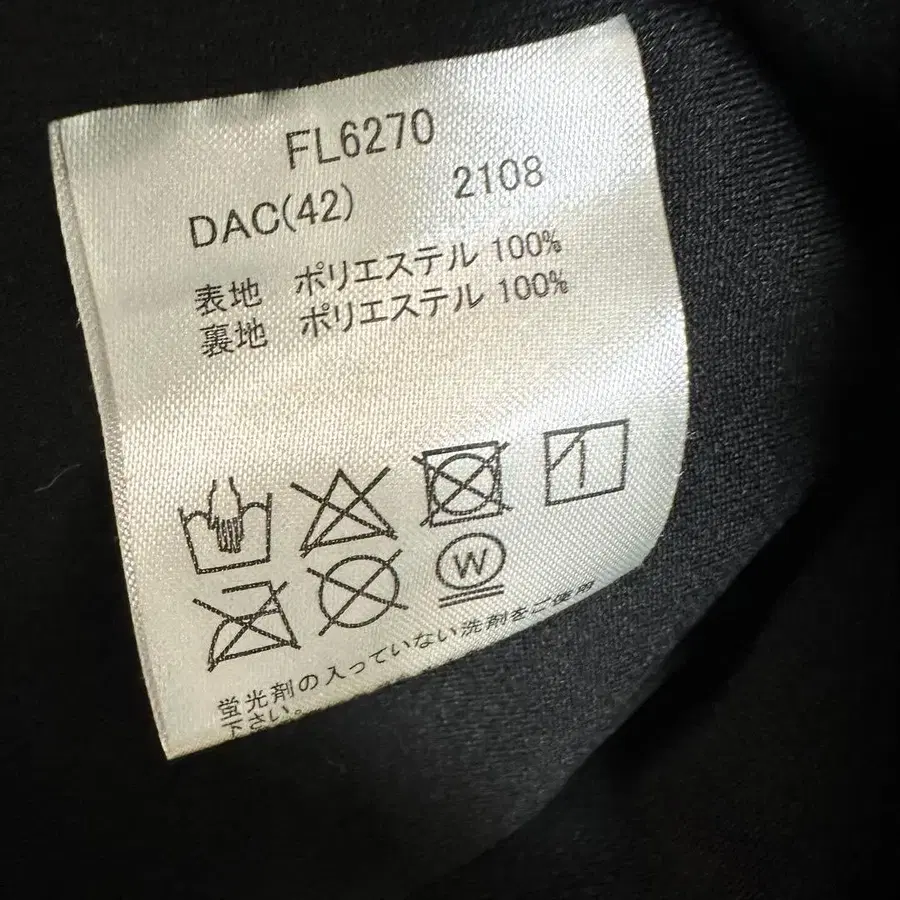 FL6270
DAC(42) 2108
表地 ポリエステル 100%
裏地 ポリエステル 100%
W
蛍光剤の入っていない洗剤をご使用
下さい。